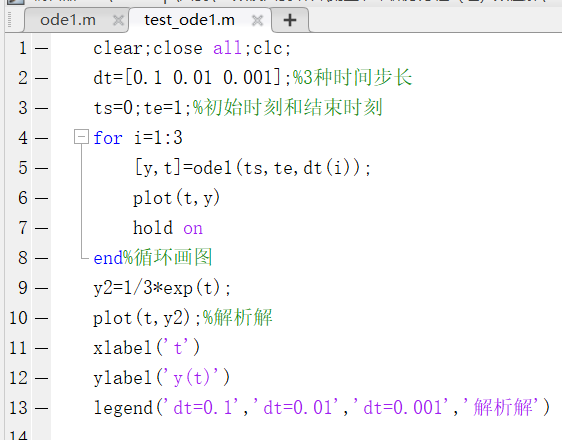 ode1.m × test_ode1.m × +
1 — clear;close all;clc;
2 — dt=[0.1 0.01 0.001];%3种时间步长
3 — ts=0;te=1;%初始时刻和结束时刻
4 — for i=1:3
5 — [y,t]=ode1(ts,te,dt(i));
6 — plot(t,y)
7 — hold on
8 — end%循环画图
9 — y2=1/3*exp(t);
10 — plot(t,y2);%解析解
11 — xlabel('t')
12 — ylabel('y(t)')
13 — legend('dt=0.1','dt=0.01','dt=0.001','解析解')
14